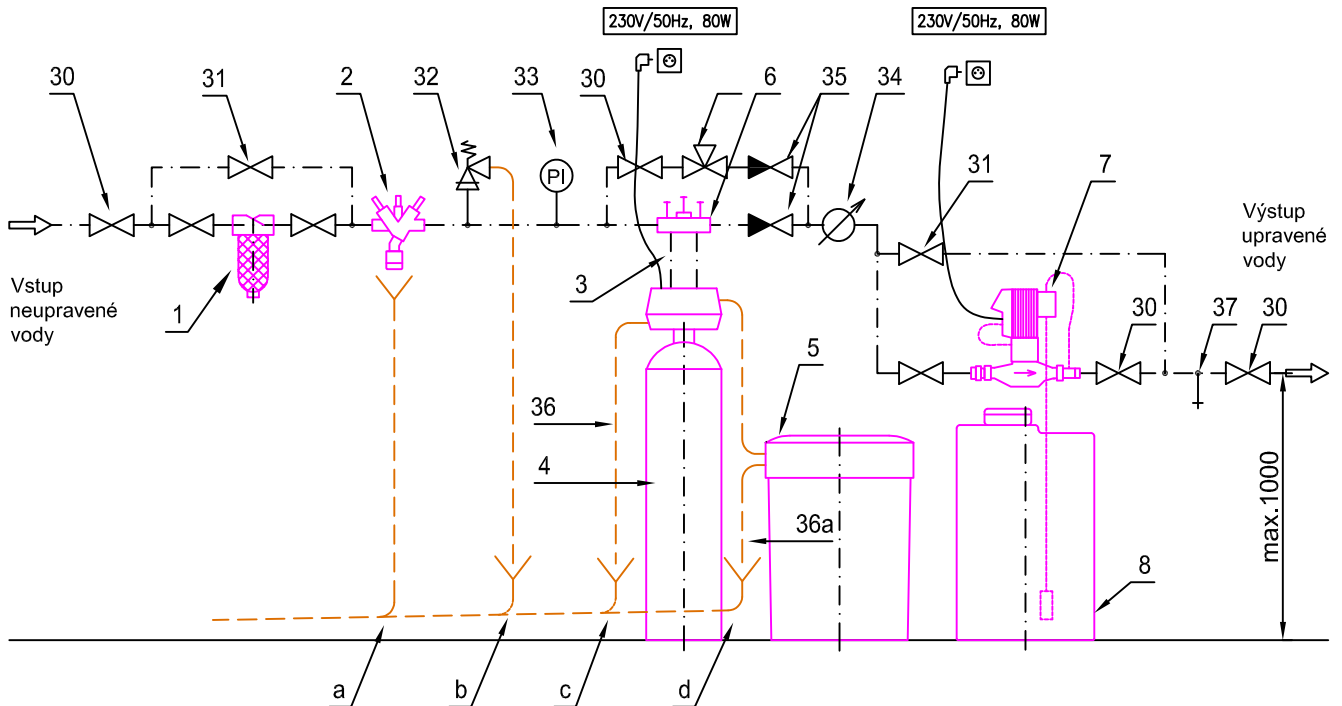 230V/50Hz, 80W
230V/50Hz, 80W
30
31
2
32
33
30
6
35
34
31
7
PI
Vstup
neupravené
vody
1
3
Výstup
upravené
vody
30
37
30
5
36
4
36a
8
max.1000
a
b
c
d